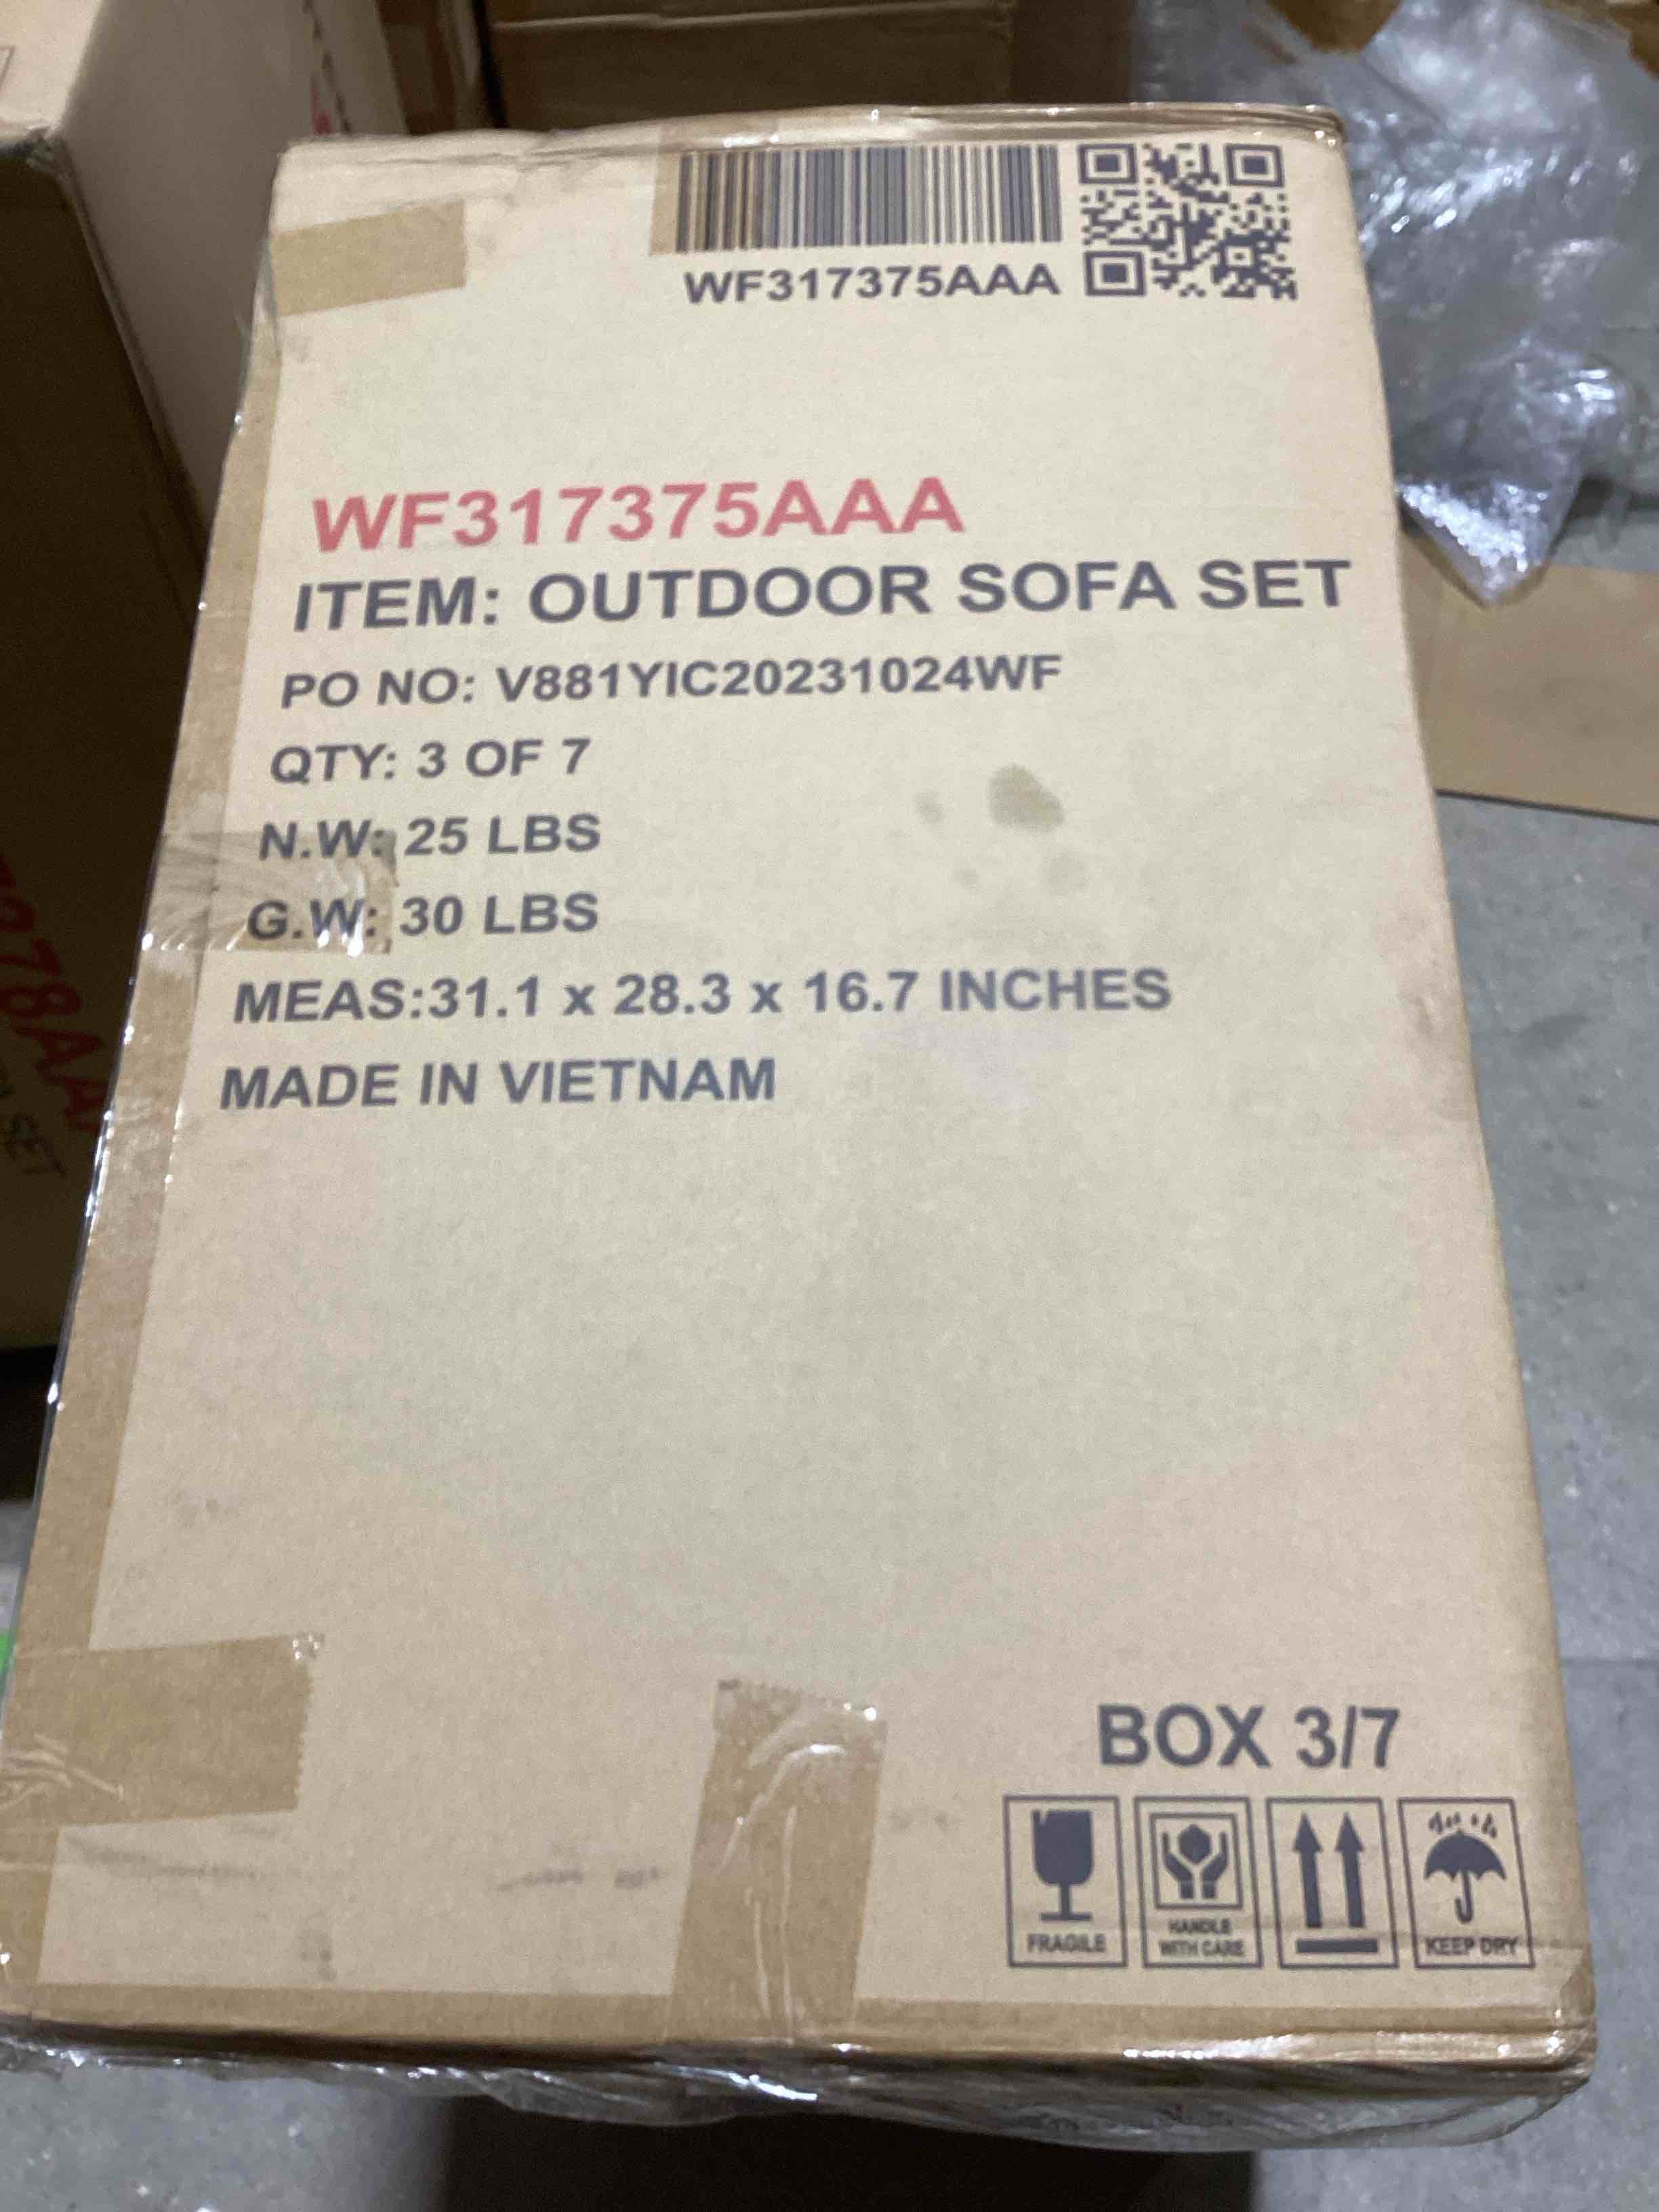 WF317375AAA
WF317375AAA
ITEM: OUTDOOR SOFA SET
PO NO: V881YIC20231024WF
QTY: 3 OF 7
N.W: 25 LBS
G.W: 30 LBS
MEAS:31.1 x 28.3 x 16.7 INCHES
MADE IN VIETNAM
BOX 3/7
FRAGILE
HANDLE
WITH CARE
KEEP DRY
SET